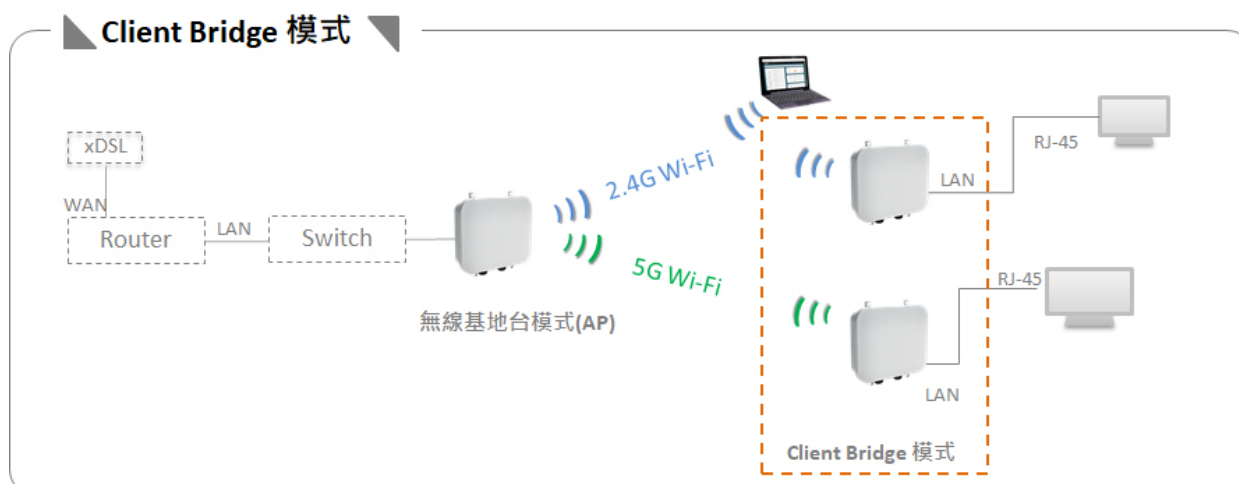 Client Bridge 模式
xDSL
WAN
Router
LAN
Switch
無線基地台模式(AP)
2.4G Wi-Fi
5G Wi-Fi
LAN
RJ-45
RJ-45
LAN
Client Bridge 模式